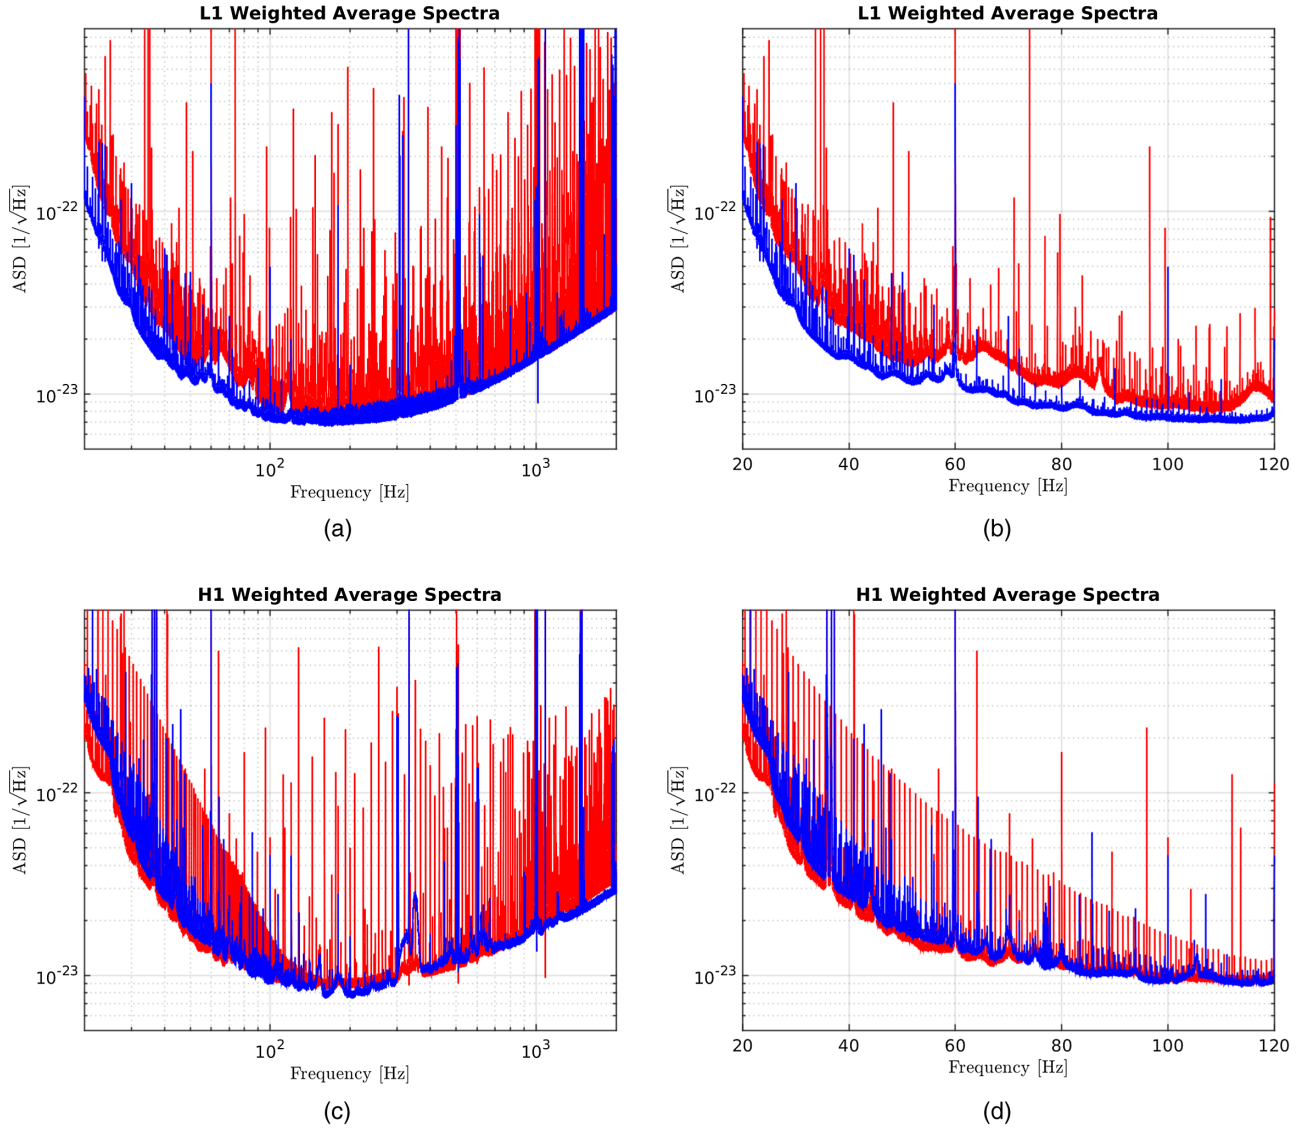 L1 Weighted Average Spectra
ASD [1/√Hz]
10^-22
10^-23
10^2
10^3
Frequency [Hz]
(a)
L1 Weighted Average Spectra
ASD [1/√Hz]
10^-22
10^-23
20 40 60 80 100 120
Frequency [Hz]
(b)
H1 Weighted Average Spectra
ASD [1/√Hz]
10^-22
10^-23
10^2
10^3
Frequency [Hz]
(c)
H1 Weighted Average Spectra
ASD [1/√Hz]
10^-22
10^-23
20 40 60 80 100 120
Frequency [Hz]
(d)